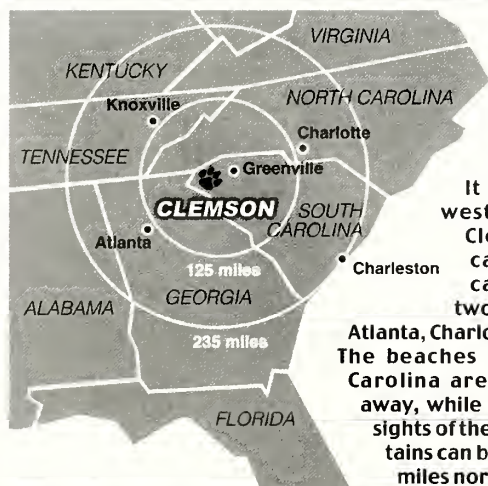 VIRGINIA
KENTUCKY
NORTH CAROLINA
Knoxville
Charlotte
TENNESSEE
Greenville
CLEMSON
SOUTH
CAROLINA
Atlanta
Charleston
125 miles
ALABAMA
GEORGIA
235 miles
FLORIDA
It
west
Cle
ca
ca
two
Atlanta, Charlo
The beaches
Carolina are
away, while
sights of the
tains can b
miles nor